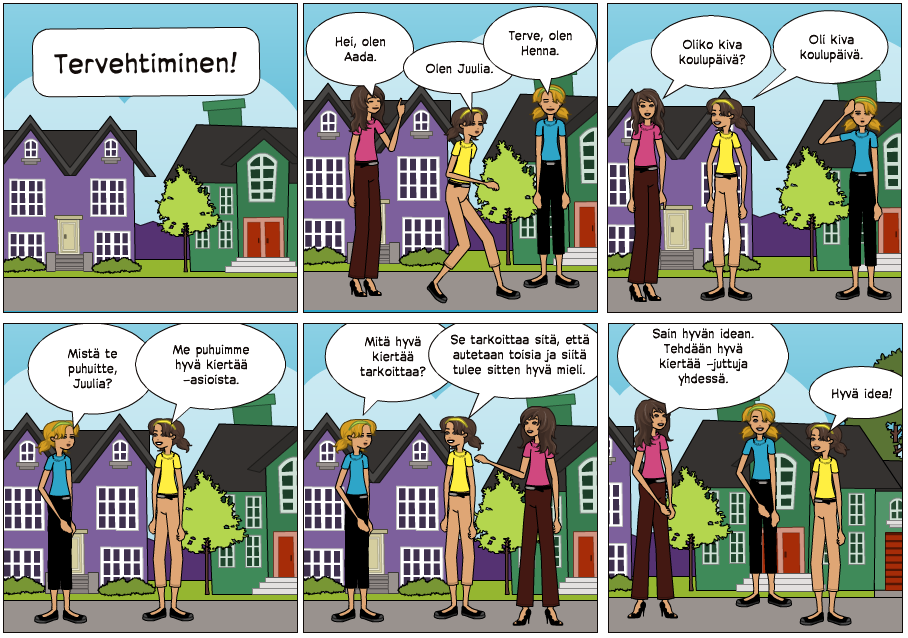 Tervehtiminen!
Hei, olen
Aada.
Olen Juulia.
Terve, olen
Henna.
Oliko kiva
koulupäivä?
Oli kiva
koulupäivä.
Mistä te
puhuitte,
Juulia?
Me puhuimme
hyvä kiertää
-asioista.
Mitä hyvä
kiertää
tarkoittaa?
Se tarkoittaa sitä, että
autetaan toisia ja siitä
tulee sitten hyvä mieli.
Sain hyvän idean.
Tehdään hyvä
kiertää -juttuja
yhdessä.
Hyvä idea!